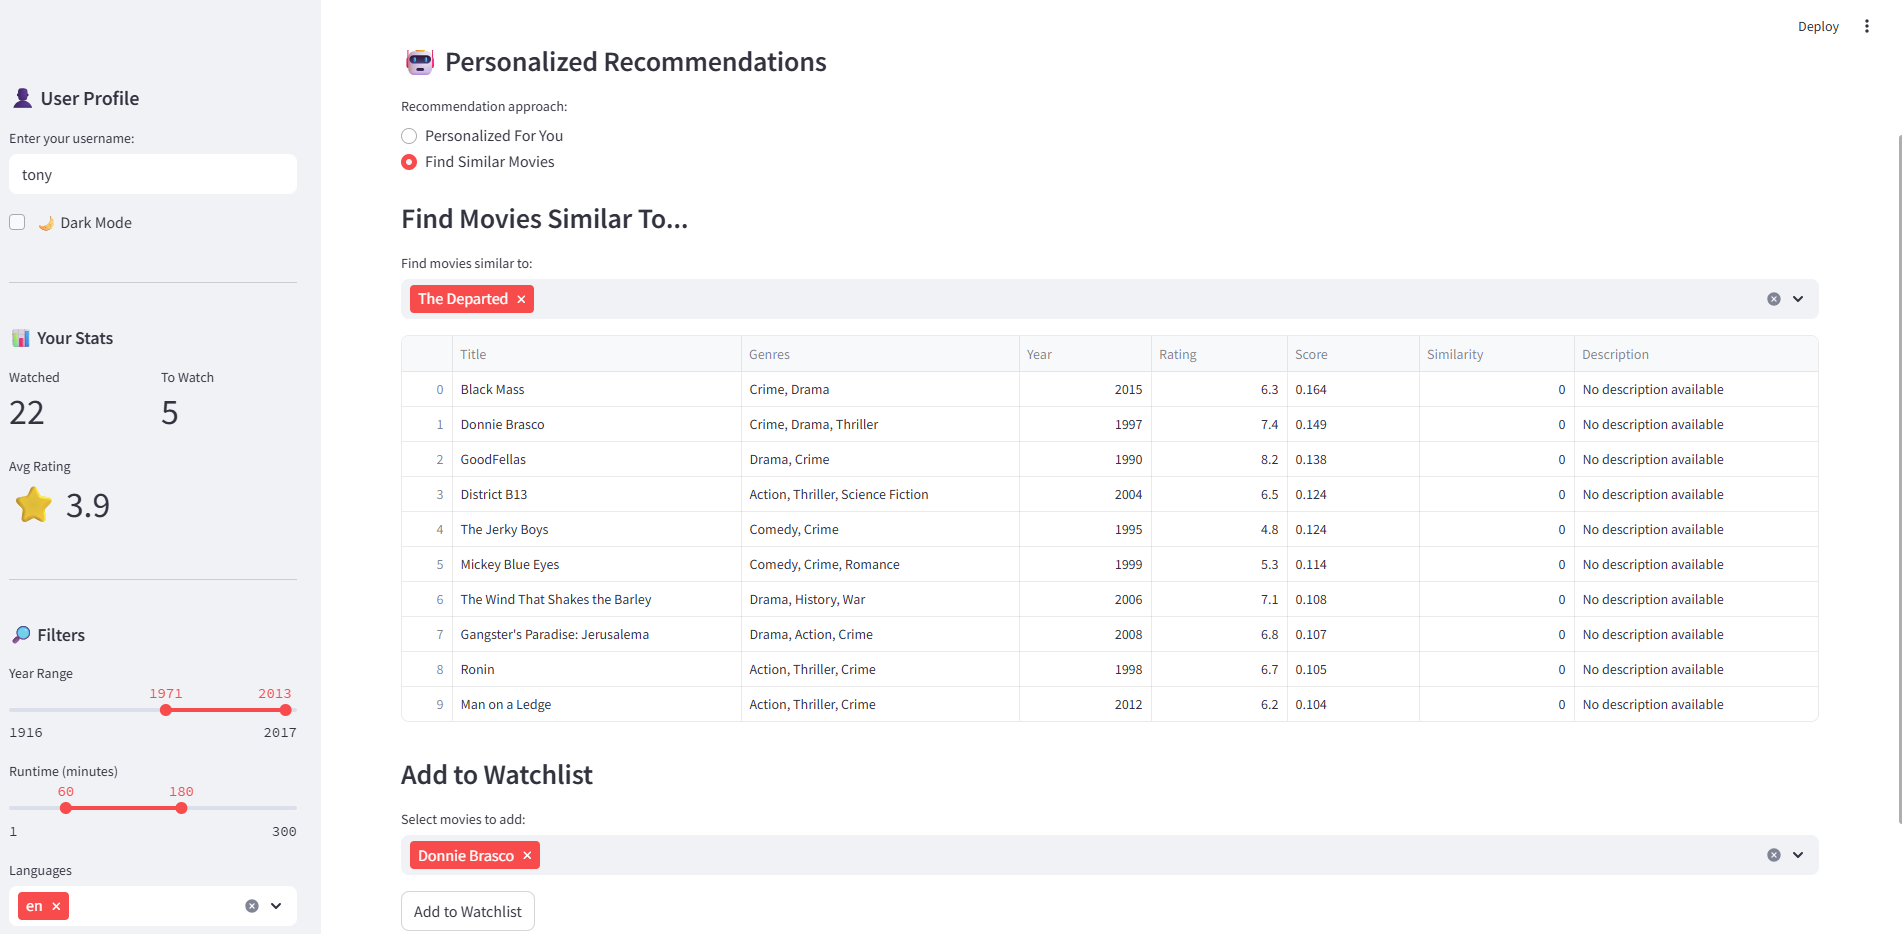 Deploy
User Profile
Enter your username:
tony
Dark Mode
Your Stats
Watched To Watch
22 5
Avg Rating
3.9
Filters
Year Range
1971 2013
1916 2017
Runtime (minutes)
60 180
1 300
Languages
en
Personalized Recommendations
Recommendation approach:
Personalized For You
Find Similar Movies
Find Movies Similar To...
Find movies similar to:
The Departed
Title Genres Year Rating Score Similarity Description
0 Black Mass Crime, Drama 2015 6.3 0.164 0 No description available
1 Donnie Brasco Crime, Drama, Thriller 1997 7.4 0.149 0 No description available
2 GoodFellas Drama, Crime 1990 8.2 0.138 0 No description available
3 District B13 Action, Thriller, Science Fiction 2004 6.5 0.124 0 No description available
4 The Jerky Boys Comedy, Crime 1995 4.8 0.124 0 No description available
5 Mickey Blue Eyes Comedy, Crime, Romance 1999 5.3 0.114 0 No description available
6 The Wind That Shakes the Barley Drama, History, War 2006 7.1 0.108 0 No description available
7 Gangster's Paradise: Jerusalema Drama, Action, Crime 2008 6.8 0.107 0 No description available
8 Ronin Action, Thriller, Crime 1998 6.7 0.105 0 No description available
9 Man on a Ledge Action, Thriller, Crime 2012 6.2 0.104 0 No description available
Add to Watchlist
Select movies to add:
Donnie Brasco
Add to Watchlist